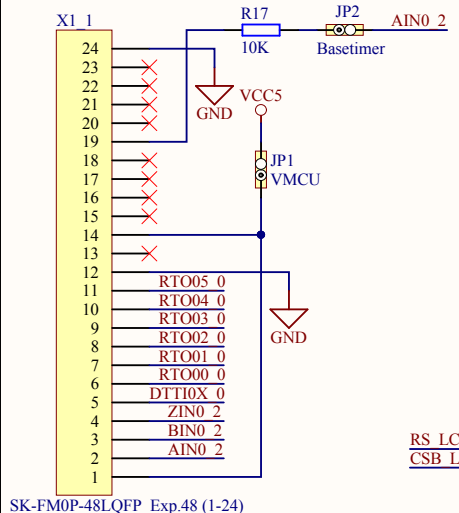 X1_1
R17
10K
JP2
Basetimer
AIN0_2
24
23
22
21
20
19
18
17
16
15
14
13
12
11
10
9
8
7
6
5
4
3
2
1
GND
VCC5
JP1
VMCU
GND
RTO05_0
RTO04_0
RTO03_0
RTO02_0
RTO01_0
RTO00_0
DTTI0X_0
ZIN0_2
BIN0_2
AIN0_2
RS_LC
CSB_L
SK-FM0P-48LQFP_Exp.48 (1-24)